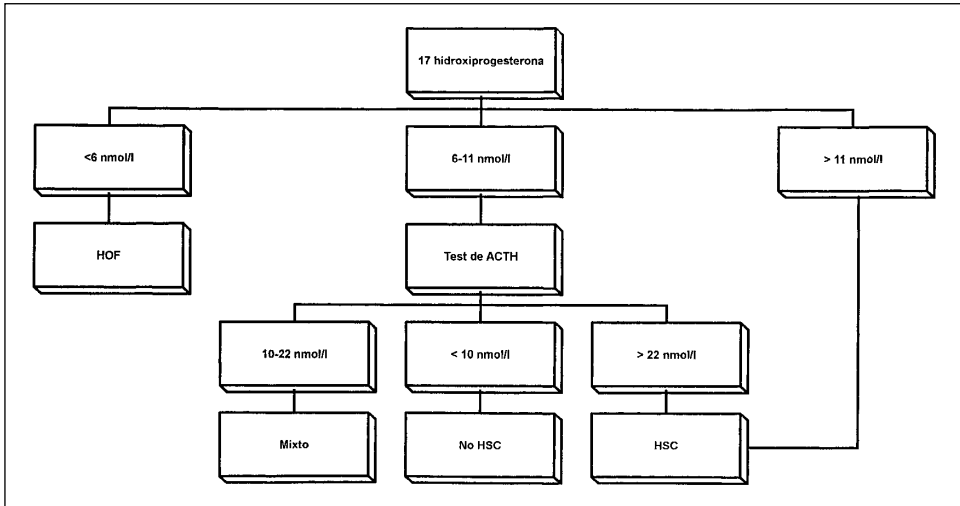 17 hidroxiprogesterona
<6 nmol/l
6-11 nmol/l
> 11 nmol/l
HOF
Test de ACTH
10-22 nmol/l
< 10 nmol/l
> 22 nmol/l
Mixto
No HSC
HSC